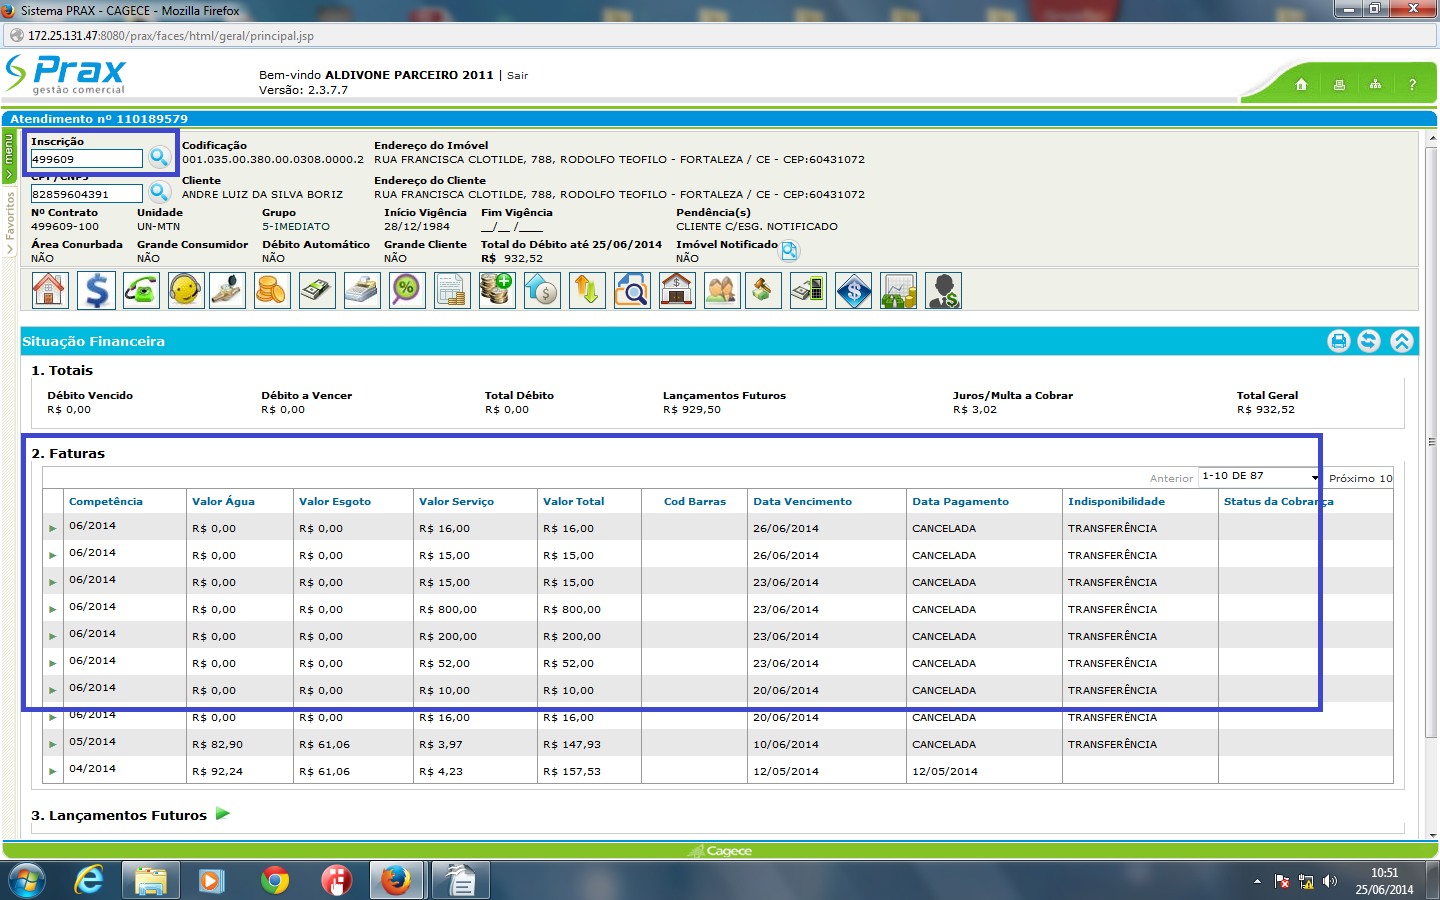 Sistema PRAX - CAGECE - Mozilla Firefox
172.25.131.47:8080/prax/faces/html/geral/principal.jsp
Prax
gestão comercial
Bem-vindo ALDIVONE PARCEIRO 2011 | Sair
Versão: 2.3.7.7
?
Atendimento nº 110189579
menu
Favoritos
Inscrição Codificação Endereço do Imóvel
499609 001.035.00.380.00.0308.0000.2 RUA FRANCISCA CLOTILDE, 788, RODOLFO TEOFILO - FORTALEZA / CE - CEP:60431072
CPF/CNPJ Cliente Endereço do Cliente
82859604391 ANDRE LUIZ DA SILVA BORIZ RUA FRANCISCA CLOTILDE, 788, RODOLFO TEOFILO - FORTALEZA / CE - CEP:60431072
Nº Contrato Unidade Grupo Início Vigência Fim Vigência Pendência(s)
499609-100 UN-MTN 5-IMEDIATO 28/12/1984 __/__/____ CLIENTE C/ESG. NOTIFICADO
Área Conurbada Grande Consumidor Débito Automático Grande Cliente Total do Débito até 25/06/2014 Imóvel Notificado
NÃO NÃO NÃO NÃO R$ 932,52 NÃO
Situação Financeira
1. Totais
Débito Vencido Débito a Vencer Total Débito Lançamentos Futuros Juros/Multa a Cobrar Total Geral
R$ 0,00 R$ 0,00 R$ 0,00 R$ 929,50 R$ 3,02 R$ 932,52
2. Faturas
Anterior 1-10 DE 87 Próximo 10
Competência Valor Água Valor Esgoto Valor Serviço Valor Total Cod Barras Data Vencimento Data Pagamento Indisponibilidade Status da Cobrança
06/2014 R$ 0,00 R$ 0,00 R$ 16,00 R$ 16,00 26/06/2014 CANCELADA TRANSFERÊNCIA
06/2014 R$ 0,00 R$ 0,00 R$ 15,00 R$ 15,00 26/06/2014 CANCELADA TRANSFERÊNCIA
06/2014 R$ 0,00 R$ 0,00 R$ 15,00 R$ 15,00 23/06/2014 CANCELADA TRANSFERÊNCIA
06/2014 R$ 0,00 R$ 0,00 R$ 800,00 R$ 800,00 23/06/2014 CANCELADA TRANSFERÊNCIA
06/2014 R$ 0,00 R$ 0,00 R$ 200,00 R$ 200,00 23/06/2014 CANCELADA TRANSFERÊNCIA
06/2014 R$ 0,00 R$ 0,00 R$ 52,00 R$ 52,00 23/06/2014 CANCELADA TRANSFERÊNCIA
06/2014 R$ 0,00 R$ 0,00 R$ 10,00 R$ 10,00 20/06/2014 CANCELADA TRANSFERÊNCIA
06/2014 R$ 0,00 R$ 0,00 R$ 16,00 R$ 16,00 20/06/2014 CANCELADA TRANSFERÊNCIA
05/2014 R$ 82,90 R$ 61,06 R$ 3,97 R$ 147,93 10/06/2014 CANCELADA TRANSFERÊNCIA
04/2014 R$ 92,24 R$ 61,06 R$ 4,23 R$ 157,53 12/05/2014 12/05/2014
3. Lançamentos Futuros
Cagece
10:51
25/06/2014